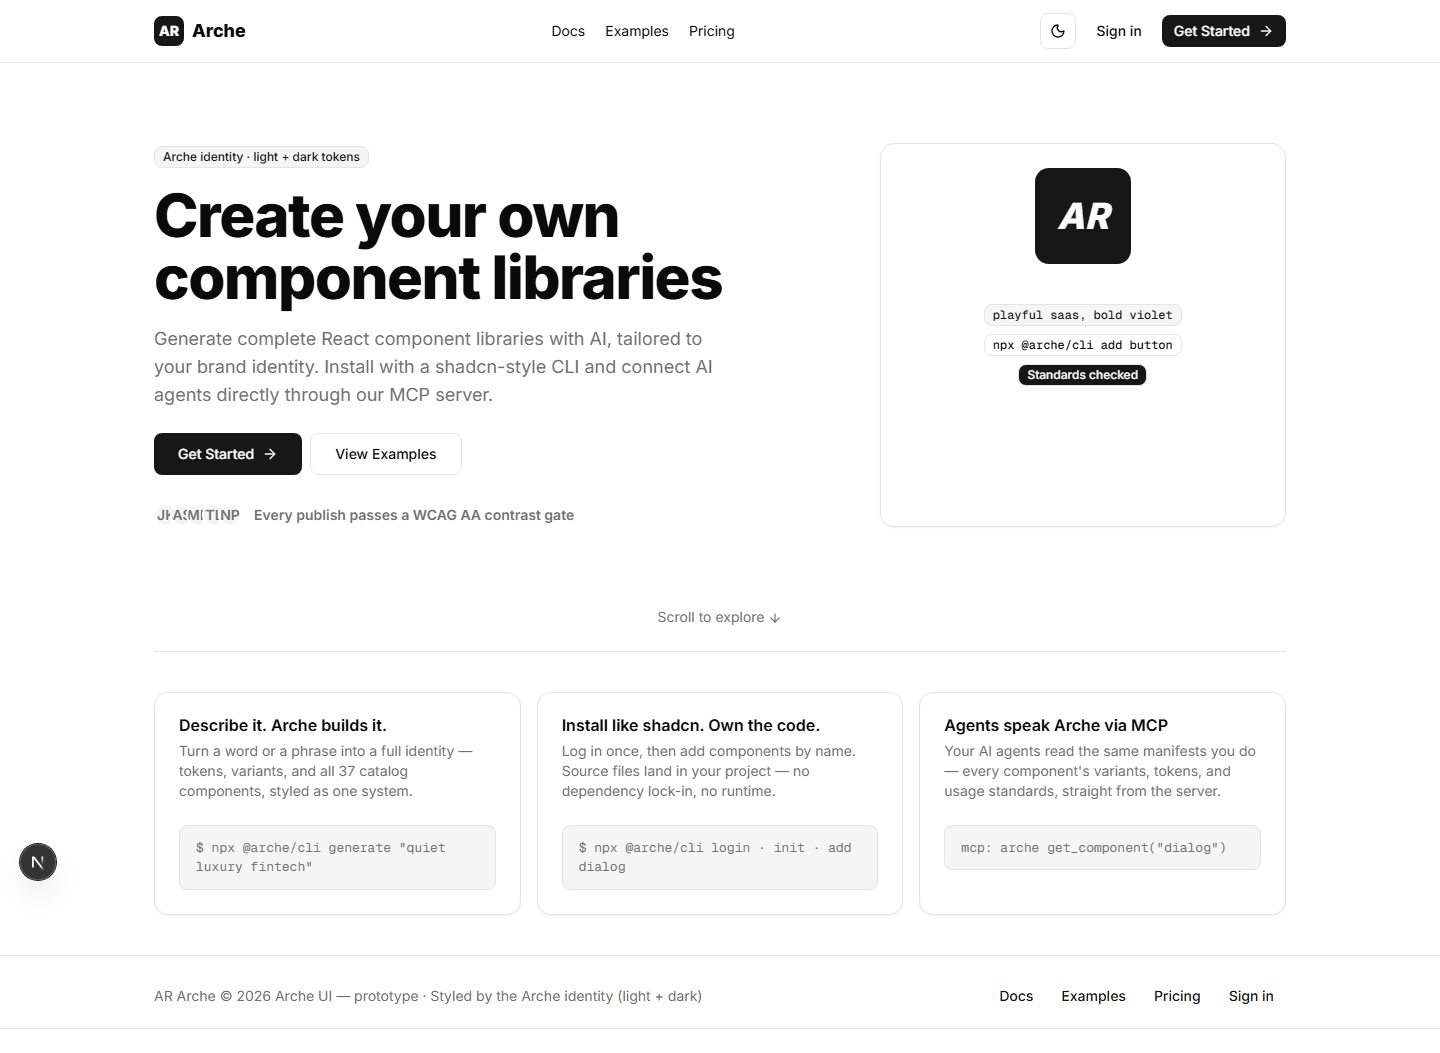 AR Arche
Docs Examples Pricing
Sign in
Get Started →
Arche identity · light + dark tokens
Create your own
component libraries
Generate complete React component libraries with AI, tailored to
your brand identity. Install with a shadcn-style CLI and connect AI
agents directly through our MCP server.
Get Started →
View Examples
Every publish passes a WCAG AA contrast gate
AR
playful saas, bold violet
npx @arche/cli add button
Standards checked
Scroll to explore ↓
Describe it. Arche builds it.
Turn a word or a phrase into a full identity —
tokens, variants, and all 37 catalog
components, styled as one system.
$ npx @arche/cli generate "quiet
luxury fintech"
Install like shadcn. Own the code.
Log in once, then add components by name.
Source files land in your project — no
dependency lock-in, no runtime.
$ npx @arche/cli login · init · add
dialog
Agents speak Arche via MCP
Your AI agents read the same manifests you do
— every component's variants, tokens, and
usage standards, straight from the server.
mcp: arche get_component("dialog")
N
AR Arche © 2026 Arche UI — prototype · Styled by the Arche identity (light + dark)
Docs Examples Pricing Sign in